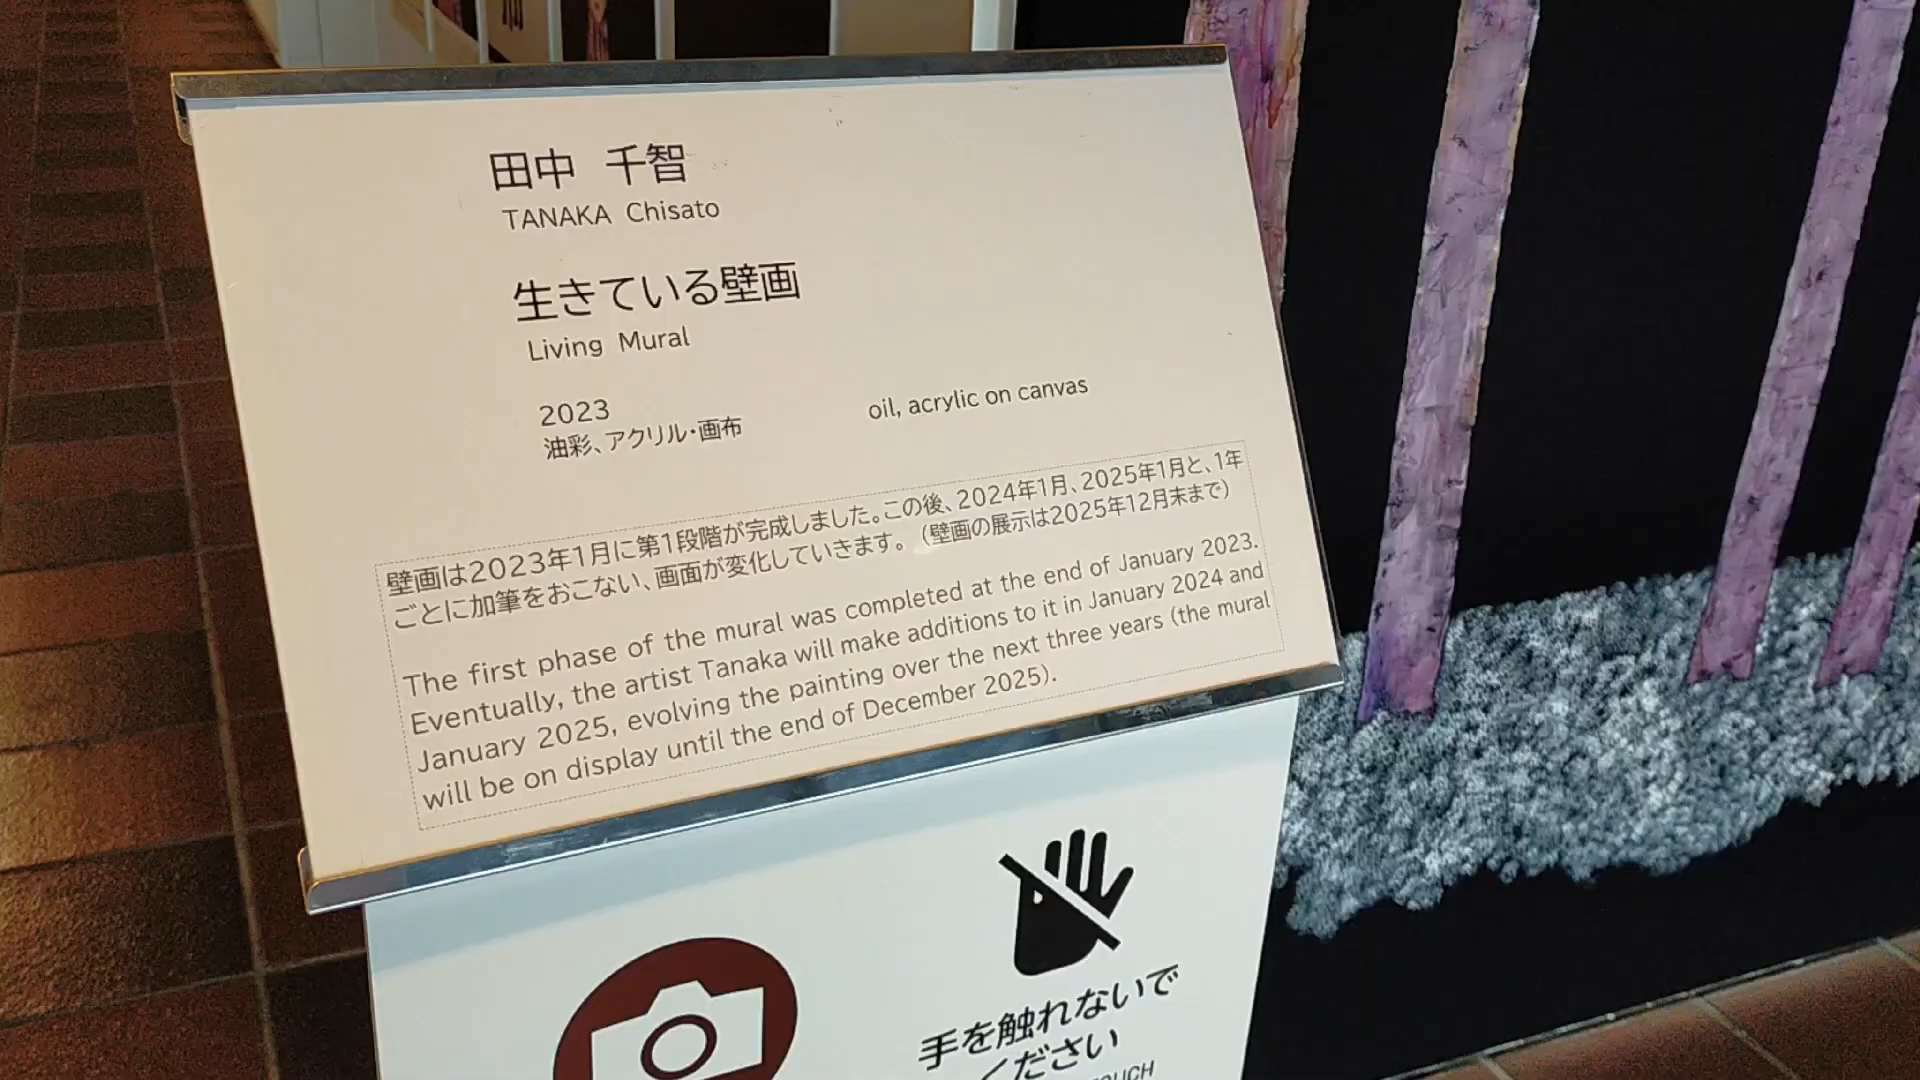 田中 千智
TANAKA Chisato
生きている壁画
Living Mural
2023
油彩、アクリル・画布
oil, acrylic on canvas
壁画は2023年1月に第1段階が完成しました。この後、2024年1月、2025年1月と、1年
ごとに加筆をおこない、画面が変化していきます。（壁画の展示は2025年12月末まで）
The first phase of the mural was completed at the end of January 2023.
Eventually, the artist Tanaka will make additions to it in January 2024 and
January 2025, evolving the painting over the next three years (the mural
will be on display until the end of December 2025).
手を触れないで
ください